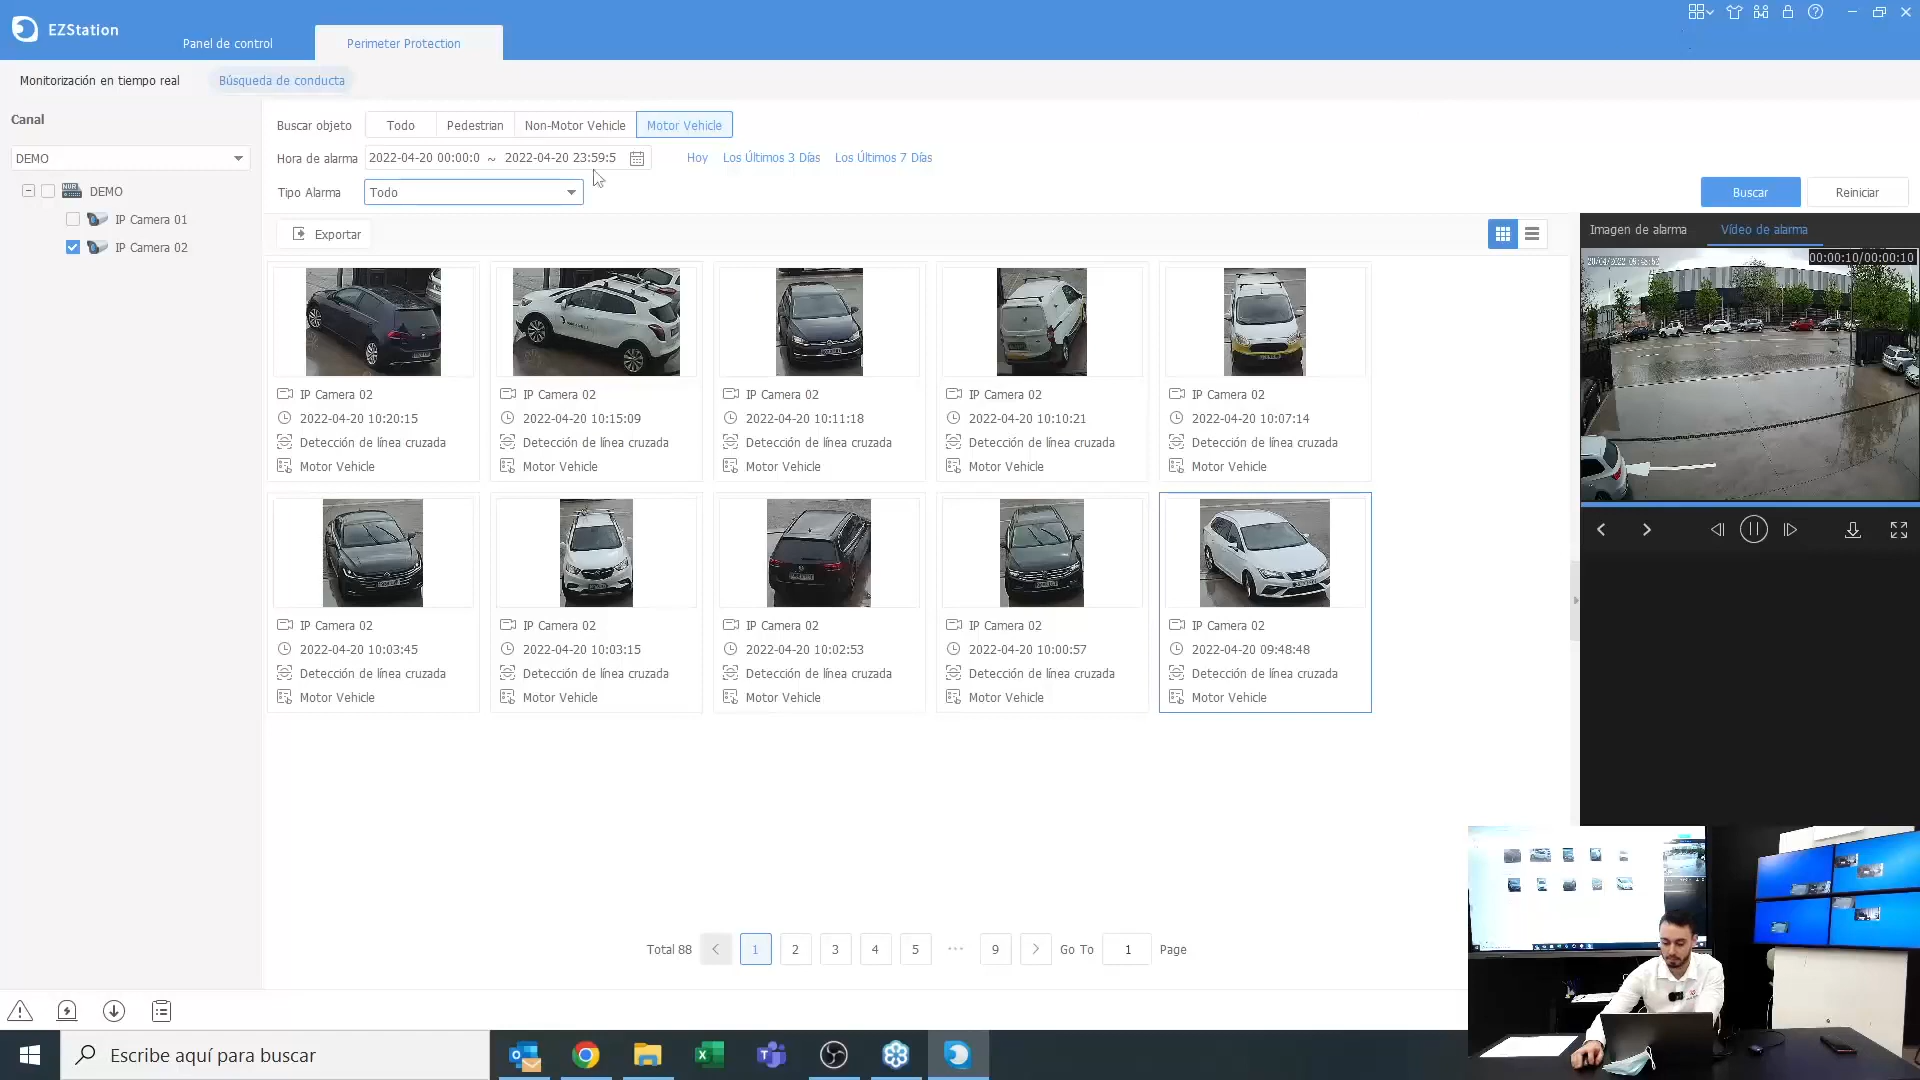 EZStation
Panel de control
Perimeter Protection
Monitorización en tiempo real
Búsqueda de conducta
Canal
DEMO
DEMO
IP Camera 01
IP Camera 02
Buscar objeto
Todo
Pedestrian
Non-Motor Vehicle
Motor Vehicle
Hora de alarma
2022-04-20 00:00:0 ~ 2022-04-20 23:59:5
Hoy
Los Últimos 3 Días
Los Últimos 7 Días
Tipo Alarma
Todo
Buscar
Reiniciar
Exportar
IP Camera 02
2022-04-20 10:20:15
Detección de línea cruzada
Motor Vehicle
IP Camera 02
2022-04-20 10:15:09
Detección de línea cruzada
Motor Vehicle
IP Camera 02
2022-04-20 10:11:18
Detección de línea cruzada
Motor Vehicle
IP Camera 02
2022-04-20 10:10:21
Detección de línea cruzada
Motor Vehicle
IP Camera 02
2022-04-20 10:07:14
Detección de línea cruzada
Motor Vehicle
IP Camera 02
2022-04-20 10:03:45
Detección de línea cruzada
Motor Vehicle
IP Camera 02
2022-04-20 10:03:15
Detección de línea cruzada
Motor Vehicle
IP Camera 02
2022-04-20 10:02:53
Detección de línea cruzada
Motor Vehicle
IP Camera 02
2022-04-20 10:00:57
Detección de línea cruzada
Motor Vehicle
IP Camera 02
2022-04-20 09:48:48
Detección de línea cruzada
Motor Vehicle
Imagen de alarma
Vídeo de alarma
00:00:10/00:00:10
Total 88
1
2
3
4
5
9
Go To
1
Page
Escribe aquí para buscar